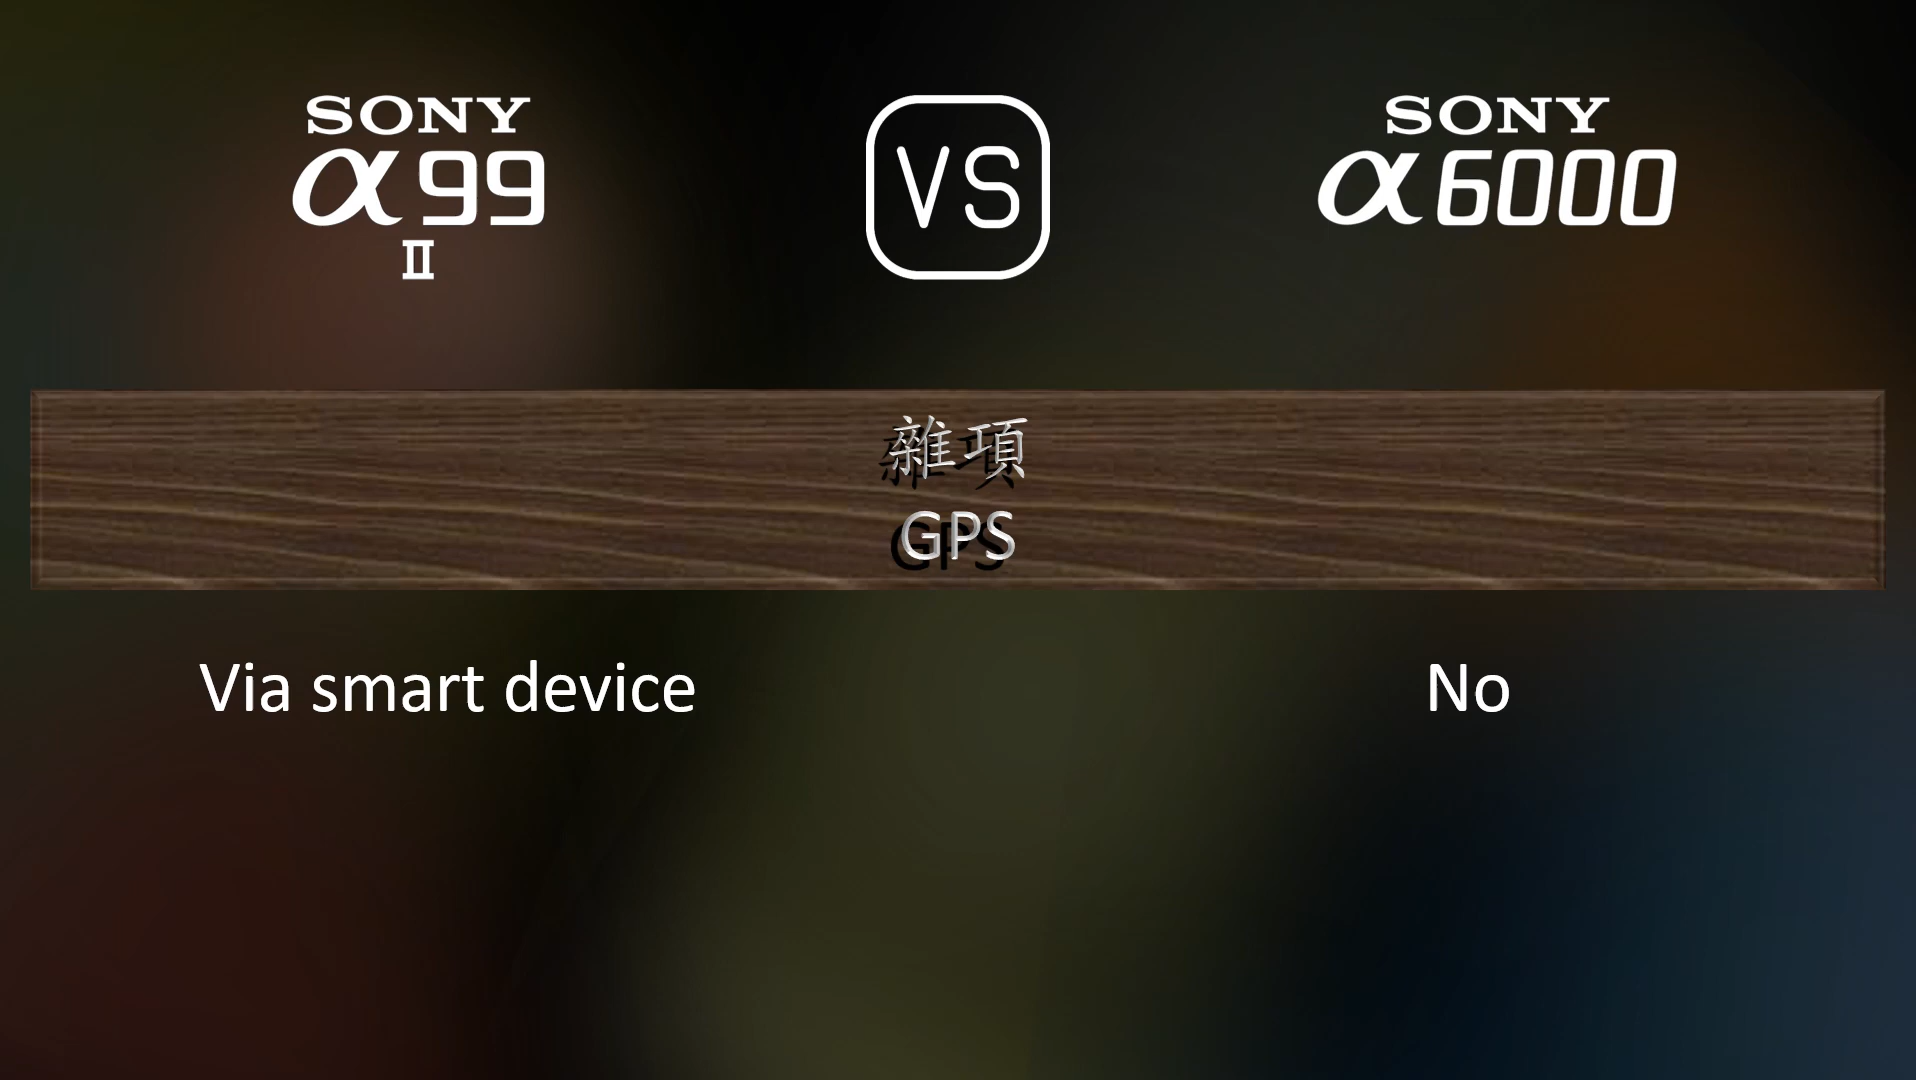 SONY
α99
II
VS
SONY
α6000
雜項
GPS
Via smart device
No